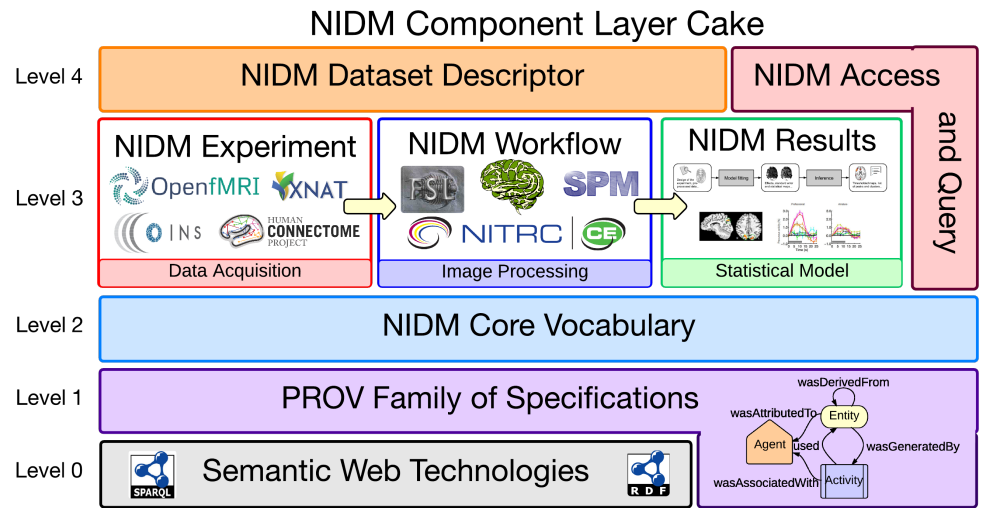 NIDM Component Layer Cake
Level 4
NIDM Dataset Descriptor
NIDM Access
and Query
Level 3
NIDM Experiment
OpenfMRI
XNAT
COINS
HUMAN
CONNECTOME
PROJECT
Data Acquisition
NIDM Workflow
FSL
SPM
NITRC
CE
Image Processing
NIDM Results
Model fitting
Inference
Statistical Model
Level 2
NIDM Core Vocabulary
Level 1
PROV Family of Specifications
wasDerivedFrom
wasAttributedTo
Entity
Agent
used
wasGeneratedBy
wasAssociatedWith
Activity
Level 0
SPARQL
Semantic Web Technologies
RDF